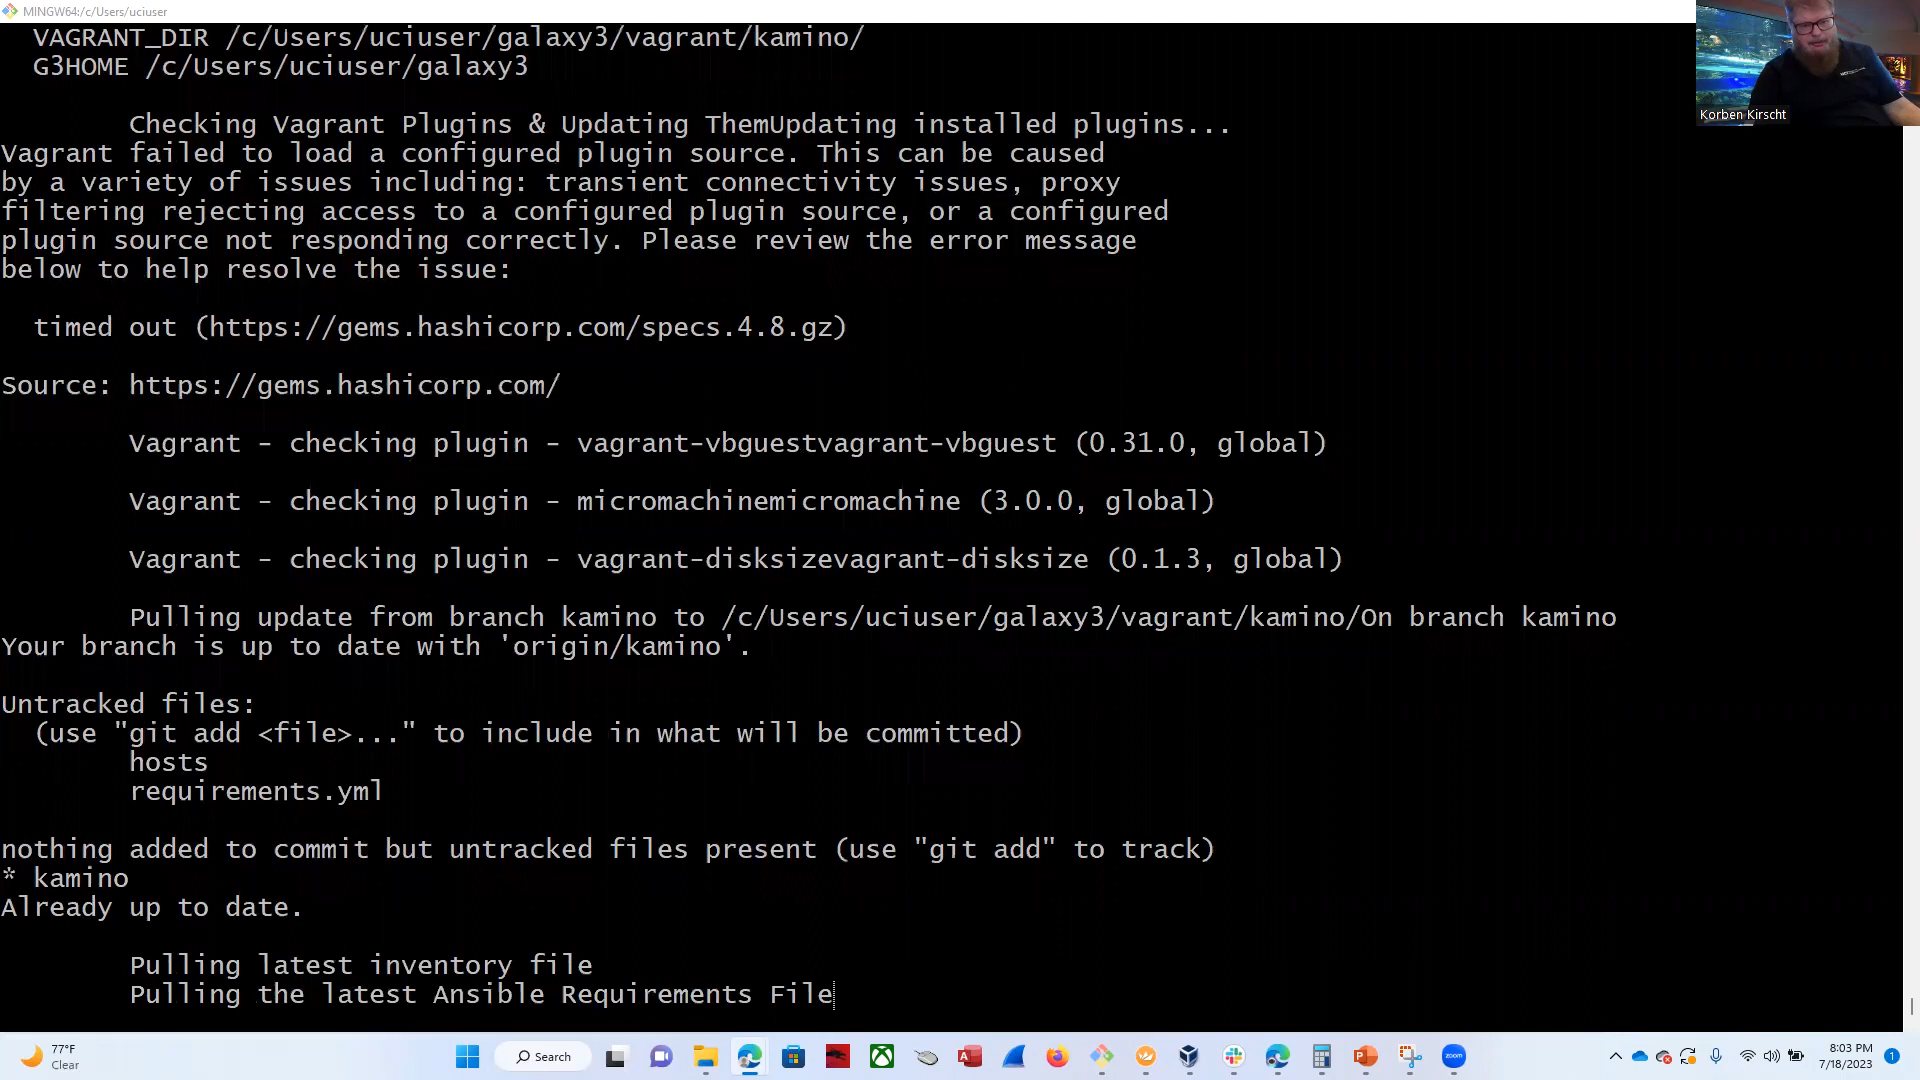 MINGW64:/c/Users/uciuser
VAGRANT_DIR /c/Users/uciuser/galaxy3/vagrant/kamino/
G3HOME /c/Users/uciuser/galaxy3
Checking Vagrant Plugins & Updating ThemUpdating installed plugins...
Vagrant failed to load a configured plugin source. This can be caused
by a variety of issues including: transient connectivity issues, proxy
filtering rejecting access to a configured plugin source, or a configured
plugin source not responding correctly. Please review the error message
below to help resolve the issue:
timed out (https://gems.hashicorp.com/specs.4.8.gz)
Source: https://gems.hashicorp.com/
Vagrant - checking plugin - vagrant-vbguestvagrant-vbguest (0.31.0, global)
Vagrant - checking plugin - micromachinemicromachine (3.0.0, global)
Vagrant - checking plugin - vagrant-disksizevagrant-disksize (0.1.3, global)
Pulling update from branch kamino to /c/Users/uciuser/galaxy3/vagrant/kamino/On branch kamino
Your branch is up to date with 'origin/kamino'.
Untracked files:
(use "git add <file>..." to include in what will be committed)
hosts
requirements.yml
nothing added to commit but untracked files present (use "git add" to track)
* kamino
Already up to date.
Pulling latest inventory file
Pulling the latest Ansible Requirements File
Korben Kirscht
77°F
Clear
Search
zoom
8:03 PM
7/18/2023
1